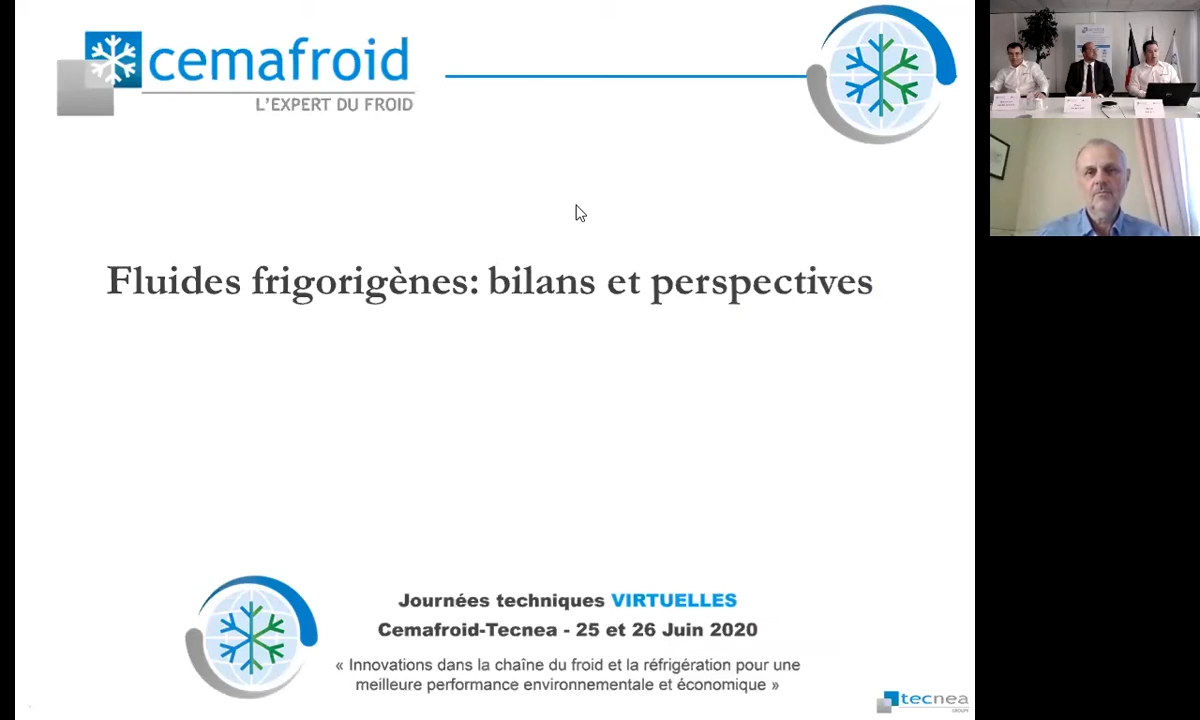 cemafroid
L'EXPERT DU FROID
Fluides frigorigènes: bilans et perspectives
Journées techniques VIRTUELLES
Cemafroid-Tecnea - 25 et 26 Juin 2020
« Innovations dans la chaîne du froid et la réfrigération pour une
meilleure performance environnementale et économique »
tecnea
GROUPE